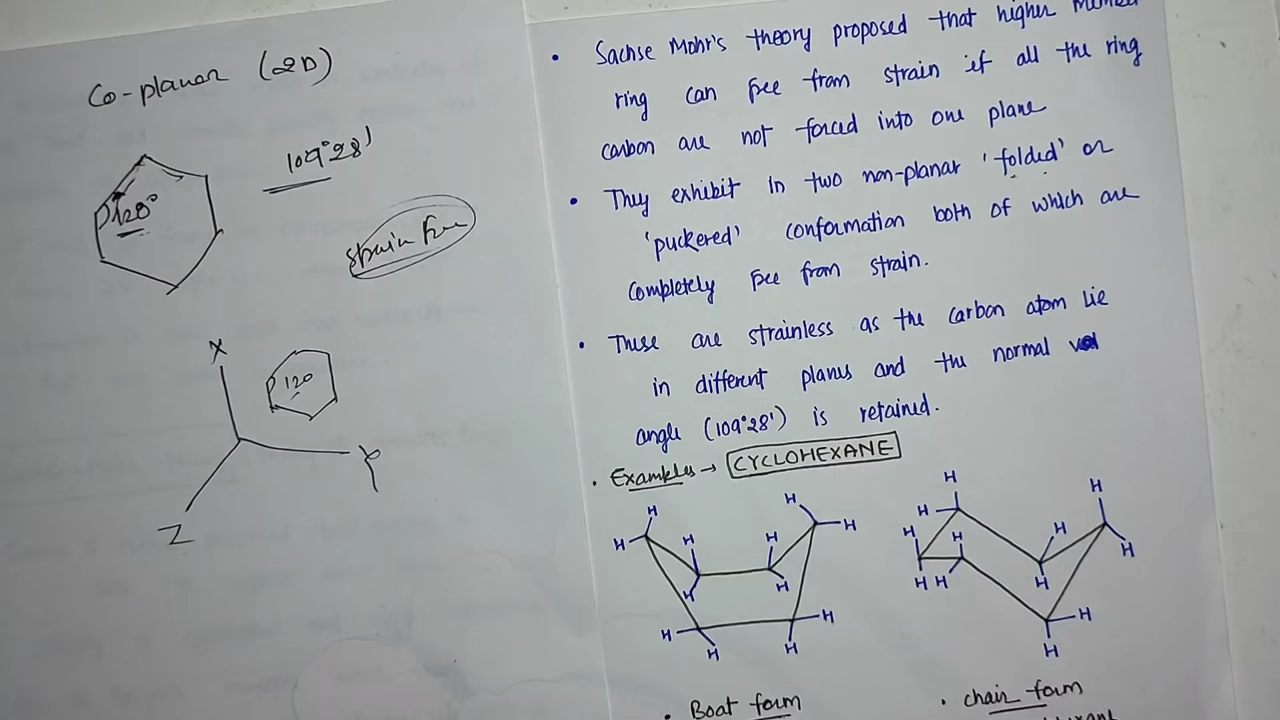 Co-planar (2D)
109°28'
120°
strain free
X
120
Y
Z
• Sachse Mohr's theory proposed that higher
ring can free from strain if all the ring
carbon are not forced into one plane
• They exhibit in two non-planar 'folded' or
'puckered' conformation both of which are
completely free from strain.
• These are strainless as the carbon atom lie
in different planes and the normal
angle (109°28') is retained.
• Examples → CYCLOHEXANE
H H H H H H H H H H H H
H H H H H H H H H H H H
• Boat form
• chair form